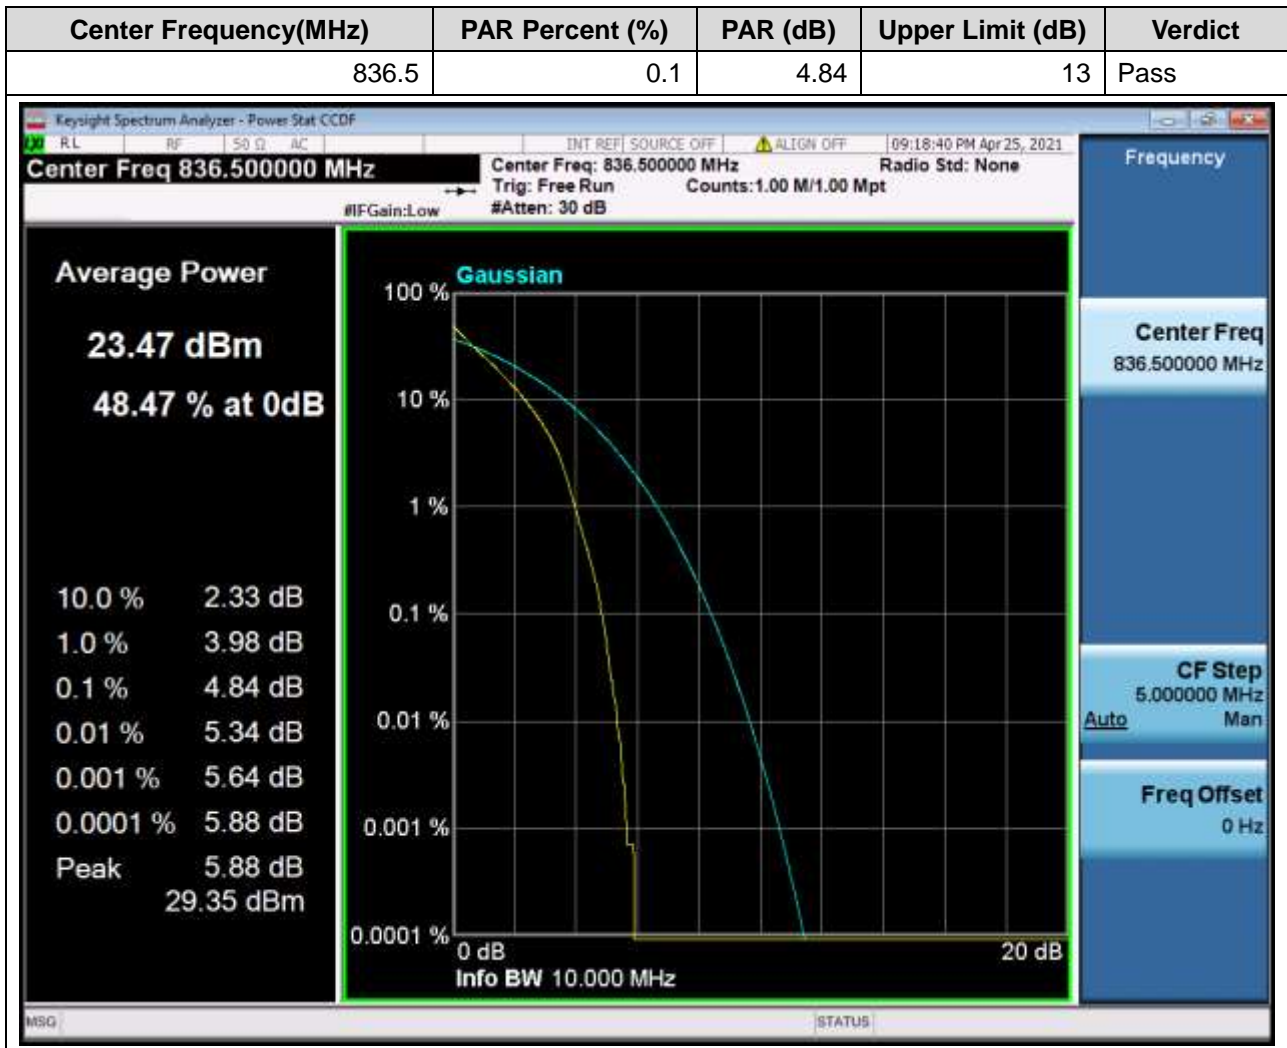 Center Frequency(MHz) PAR Percent (%) PAR (dB) Upper Limit (dB) Verdict
836.5 0.1 4.84 13 Pass
Keysight Spectrum Analyzer - Power Stat CCDF
RL RF 50 Ω AC INT REF SOURCE OFF ALIGN OFF 09:18:40 PM Apr 25, 2021
Center Freq 836.500000 MHz
Center Freq: 836.500000 MHz Radio Std: None
Trig: Free Run Counts:1.00 M/1.00 Mpt
#IFGain:Low #Atten: 30 dB
Average Power
23.47 dBm
48.47 % at 0dB
10.0 % 2.33 dB
1.0 % 3.98 dB
0.1 % 4.84 dB
0.01 % 5.34 dB
0.001 % 5.64 dB
0.0001 % 5.88 dB
Peak 5.88 dB
29.35 dBm
Gaussian
100 %
10 %
1 %
0.1 %
0.01 %
0.001 %
0.0001 %
0 dB 20 dB
Info BW 10.000 MHz
Frequency
Center Freq
836.500000 MHz
CF Step
5.000000 MHz
Auto Man
Freq Offset
0 Hz
MSG STATUS